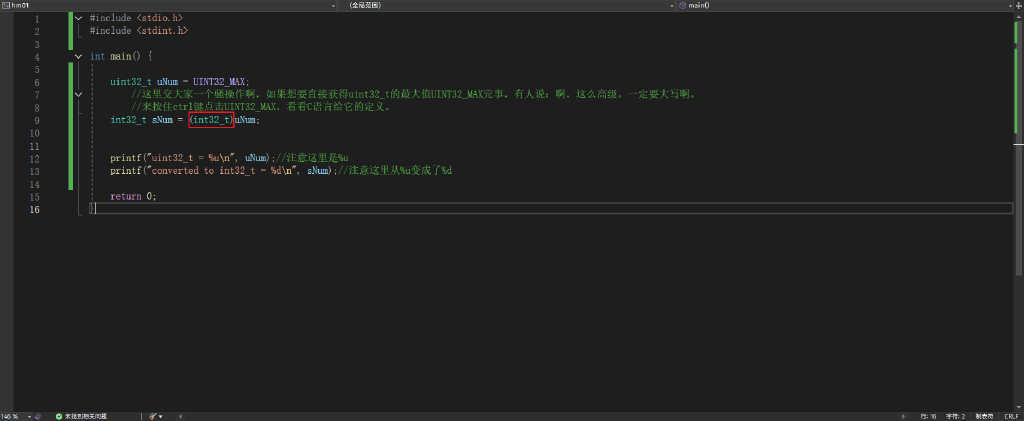 hm01 (全局范围) main()
1 #include <stdio.h>
2 #include <stdint.h>
3
4 int main() {
5
6 uint32_t uNum = UINT32_MAX;
7 //这里交大家一个骚操作啊，如果想要直接获得uint32_t的最大值UINT32_MAX完事，有人说：啊，这么高级，一定要大写啊。
8 //来按住ctrl键点击UINT32_MAX，看看C语言给它的定义。
9 int32_t sNum = (int32_t)uNum;
10
11
12 printf("uint32_t = %u\n", uNum);//注意这里是%u
13 printf("converted to int32_t = %d\n", sNum);//注意这里从%u变成了%d
14
15 return 0;
16 }
146 % 未找到相关问题 行: 16 字符: 2 制表符 CRLF